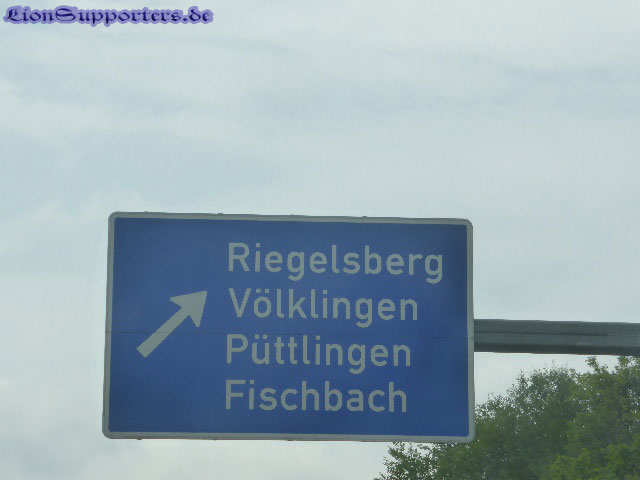 LionSupporters.de
Riegelsberg
Völklingen
Püttlingen
Fischbach